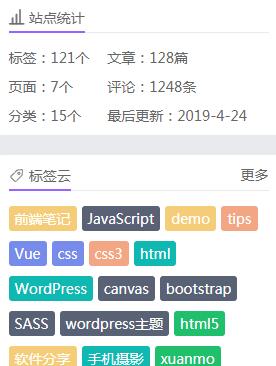 站点统计
标签：121个 文章：128篇
页面：7个 评论：1248条
分类：15个 最后更新：2019-4-24
标签云 更多
前端笔记 JavaScript demo tips
Vue css css3 html
WordPress canvas bootstrap
SASS wordpress主题 html5
软件分享 手机摄影 xuanmo